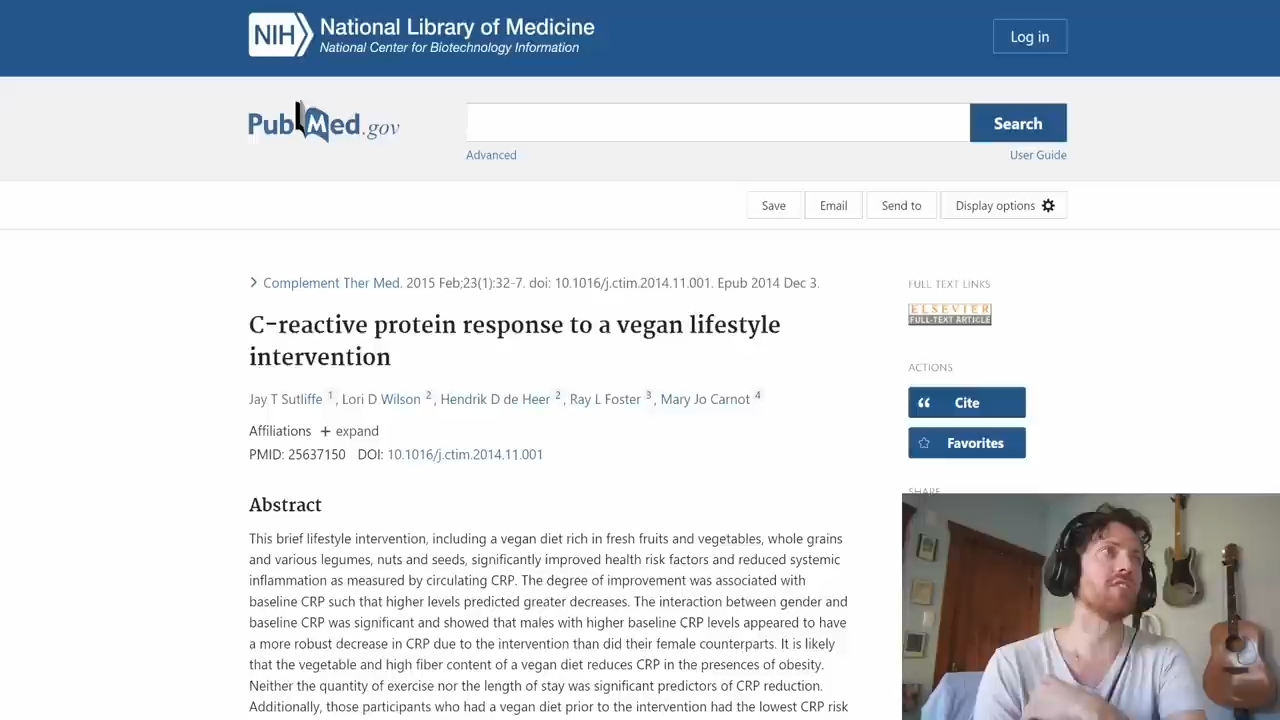 NIH
National Library of Medicine
National Center for Biotechnology Information
Log in
PubMed.gov
Search
Advanced
User Guide
Save
Email
Send to
Display options
Complement Ther Med. 2015 Feb;23(1):32-7. doi: 10.1016/j.ctim.2014.11.001. Epub 2014 Dec 3.
C-reactive protein response to a vegan lifestyle
intervention
Jay T Sutliffe 1, Lori D Wilson 2, Hendrik D de Heer 2, Ray L Foster 3, Mary Jo Carnot 4
Affiliations + expand
PMID: 25637150 DOI: 10.1016/j.ctim.2014.11.001
Abstract
This brief lifestyle intervention, including a vegan diet rich in fresh fruits and vegetables, whole grains
and various legumes, nuts and seeds, significantly improved health risk factors and reduced systemic
inflammation as measured by circulating CRP. The degree of improvement was associated with
baseline CRP such that higher levels predicted greater decreases. The interaction between gender and
baseline CRP was significant and showed that males with higher baseline CRP levels appeared to have
a more robust decrease in CRP due to the intervention than did their female counterparts. It is likely
that the vegetable and high fiber content of a vegan diet reduces CRP in the presences of obesity.
Neither the quantity of exercise nor the length of stay was significant predictors of CRP reduction.
Additionally, those participants who had a vegan diet prior to the intervention had the lowest CRP risk
FULL TEXT LINKS
ELSEVIER
FULL-TEXT ARTICLE
ACTIONS
Cite
Favorites
SHARE